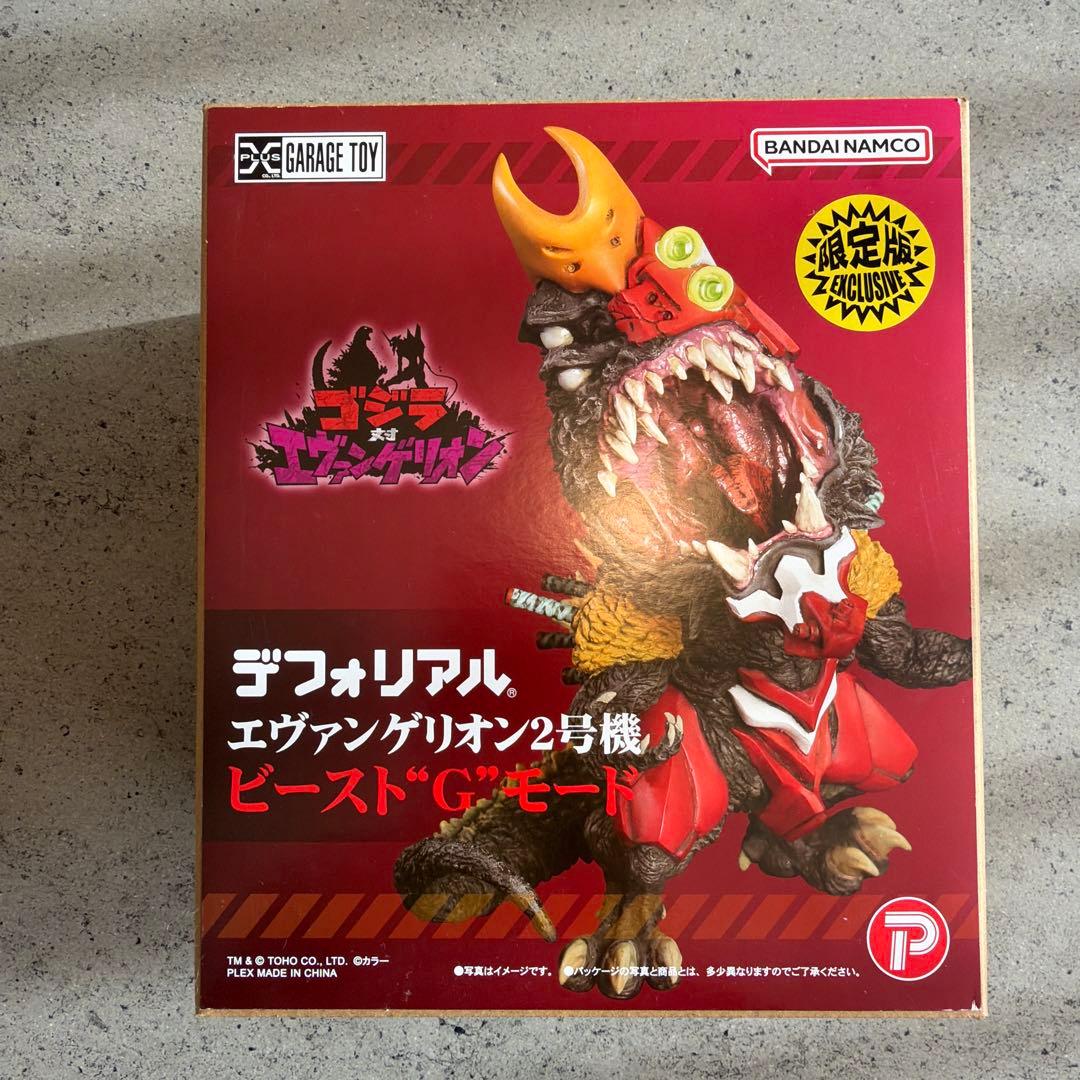 PLUS
CO., LTD.
GARAGE TOY
BANDAI NAMCO
限定版
EXCLUSIVE
ゴジラ
対
エヴァンゲリオン
デフォリアル®
エヴァンゲリオン2号機
ビースト“G”モード
TM & © TOHO CO., LTD. ©カラー
PLEX MADE IN CHINA
●写真はイメージです。 ●パッケージの写真と商品とは、多少異なりますのでご了承ください。
P